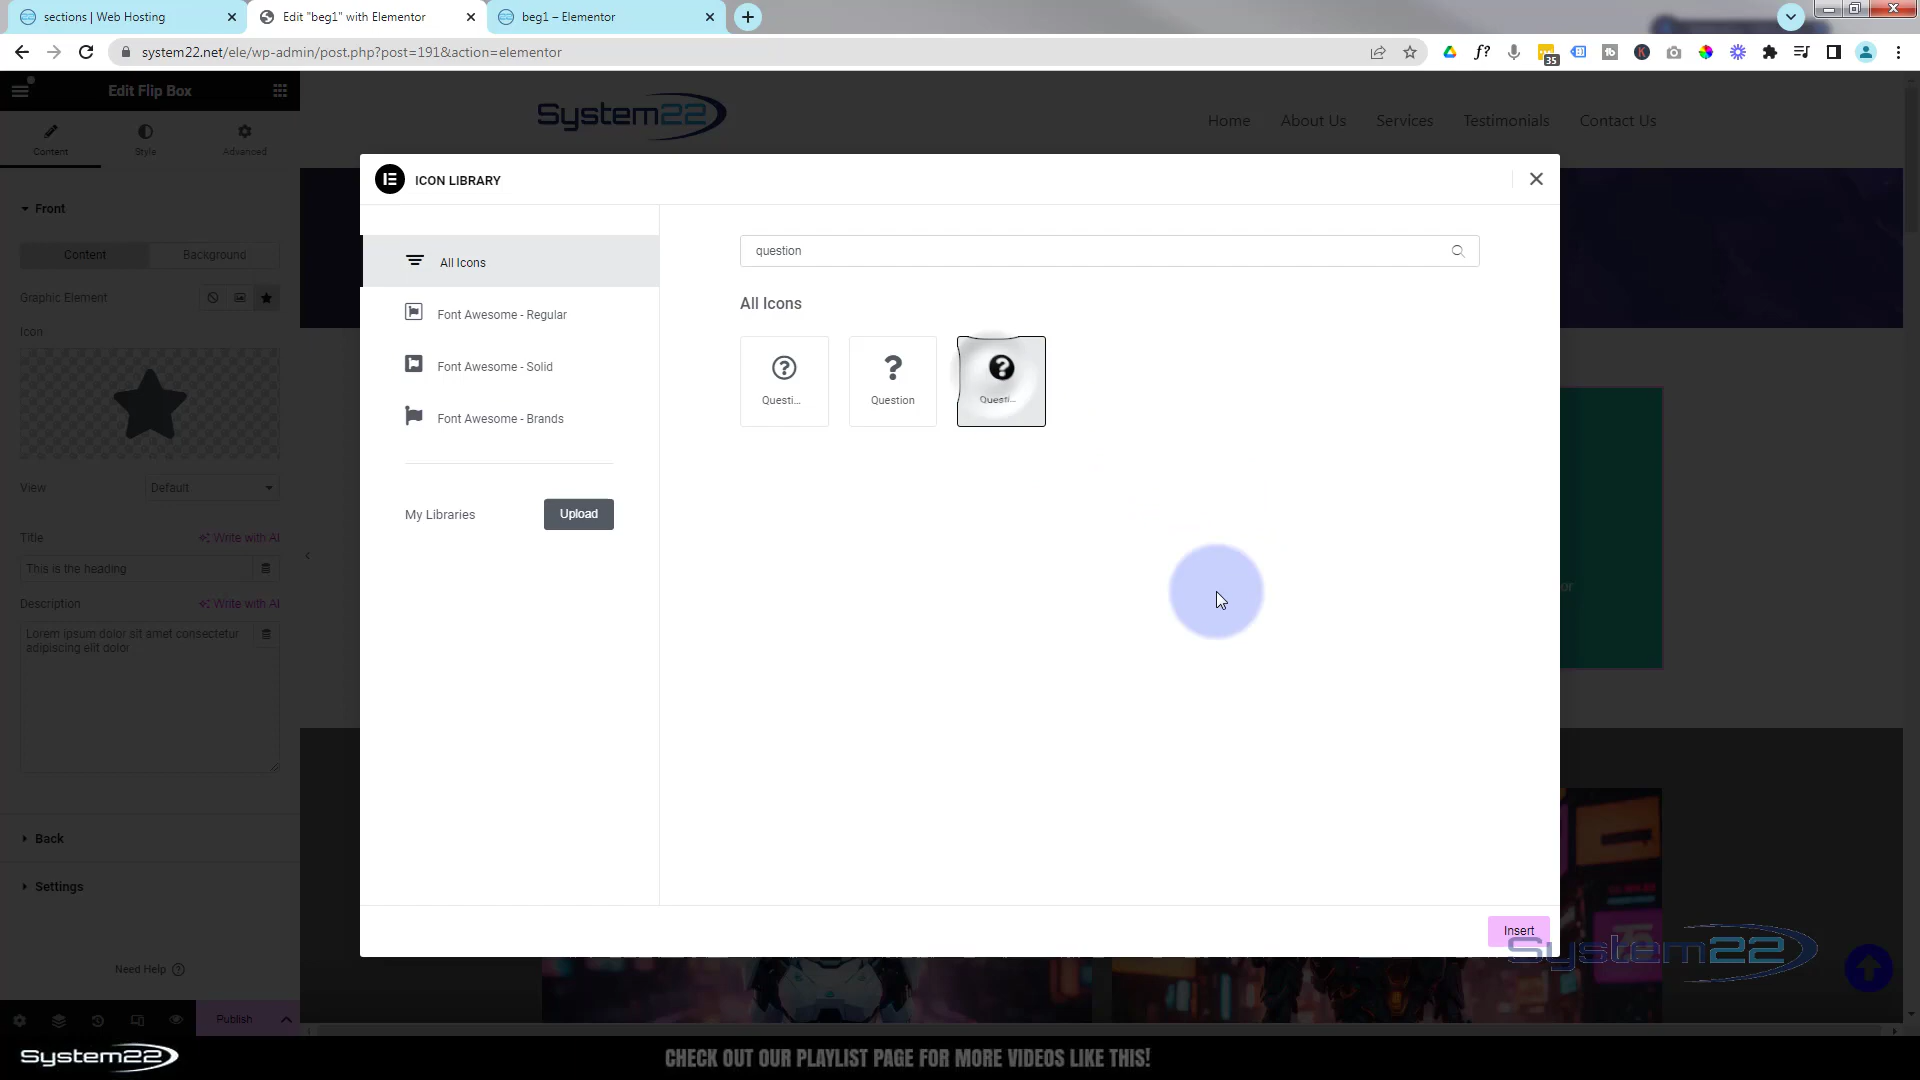 sections | Web Hosting
Edit "beg1" with Elementor
beg1 – Elementor
system22.net/ele/wp-admin/post.php?post=191&action=elementor
35
Edit Flip Box
Content
Style
Advanced
System22
Home
About Us
Services
Testimonials
Contact Us
ICON LIBRARY
Front
Content
Background
Graphic Element
Icon
View
Default
Title
Write with AI
This is the heading
Description
Write with AI
Lorem ipsum dolor sit amet consectetur
adipiscing elit dolor
Back
Settings
Need Help
Publish
All Icons
Font Awesome - Regular
Font Awesome - Solid
Font Awesome - Brands
My Libraries
Upload
question
All Icons
Questi...
Question
Questi...
Insert
System22
System22
CHECK OUT OUR PLAYLIST PAGE FOR MORE VIDEOS LIKE THIS!